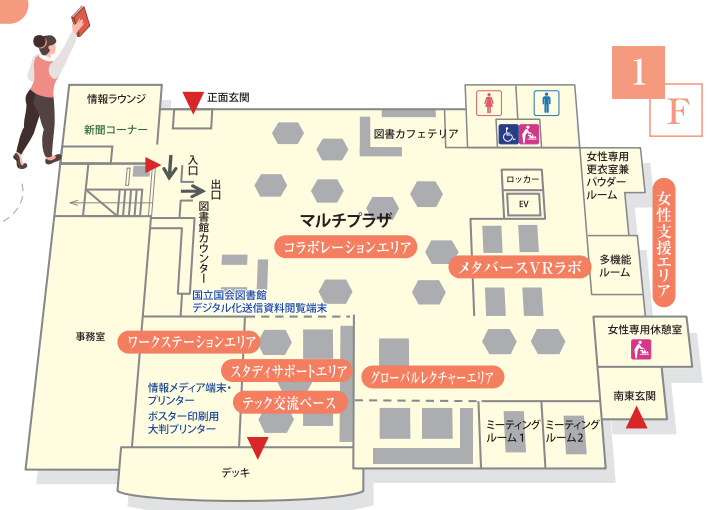 1
F
情報ラウンジ
正面玄関
新聞コーナー
図書カフェテリア
入口
出口
図書館カウンター
ロッカー
EV
女性専用
更衣室兼
パウダー
ルーム
女性支援エリア
マルチプラザ
コラボレーションエリア
メタバースVRラボ
多機能
ルーム
国立国会図書館
デジタル化送信資料閲覧端末
事務室
ワークステーションエリア
女性専用休憩室
スタディサポートエリア
グローバルレクチャーエリア
情報メディア端末・
プリンター
テック交流ベース
南東玄関
ポスター印刷用
大判プリンター
ミーティング
ルーム1
ミーティング
ルーム2
デッキ